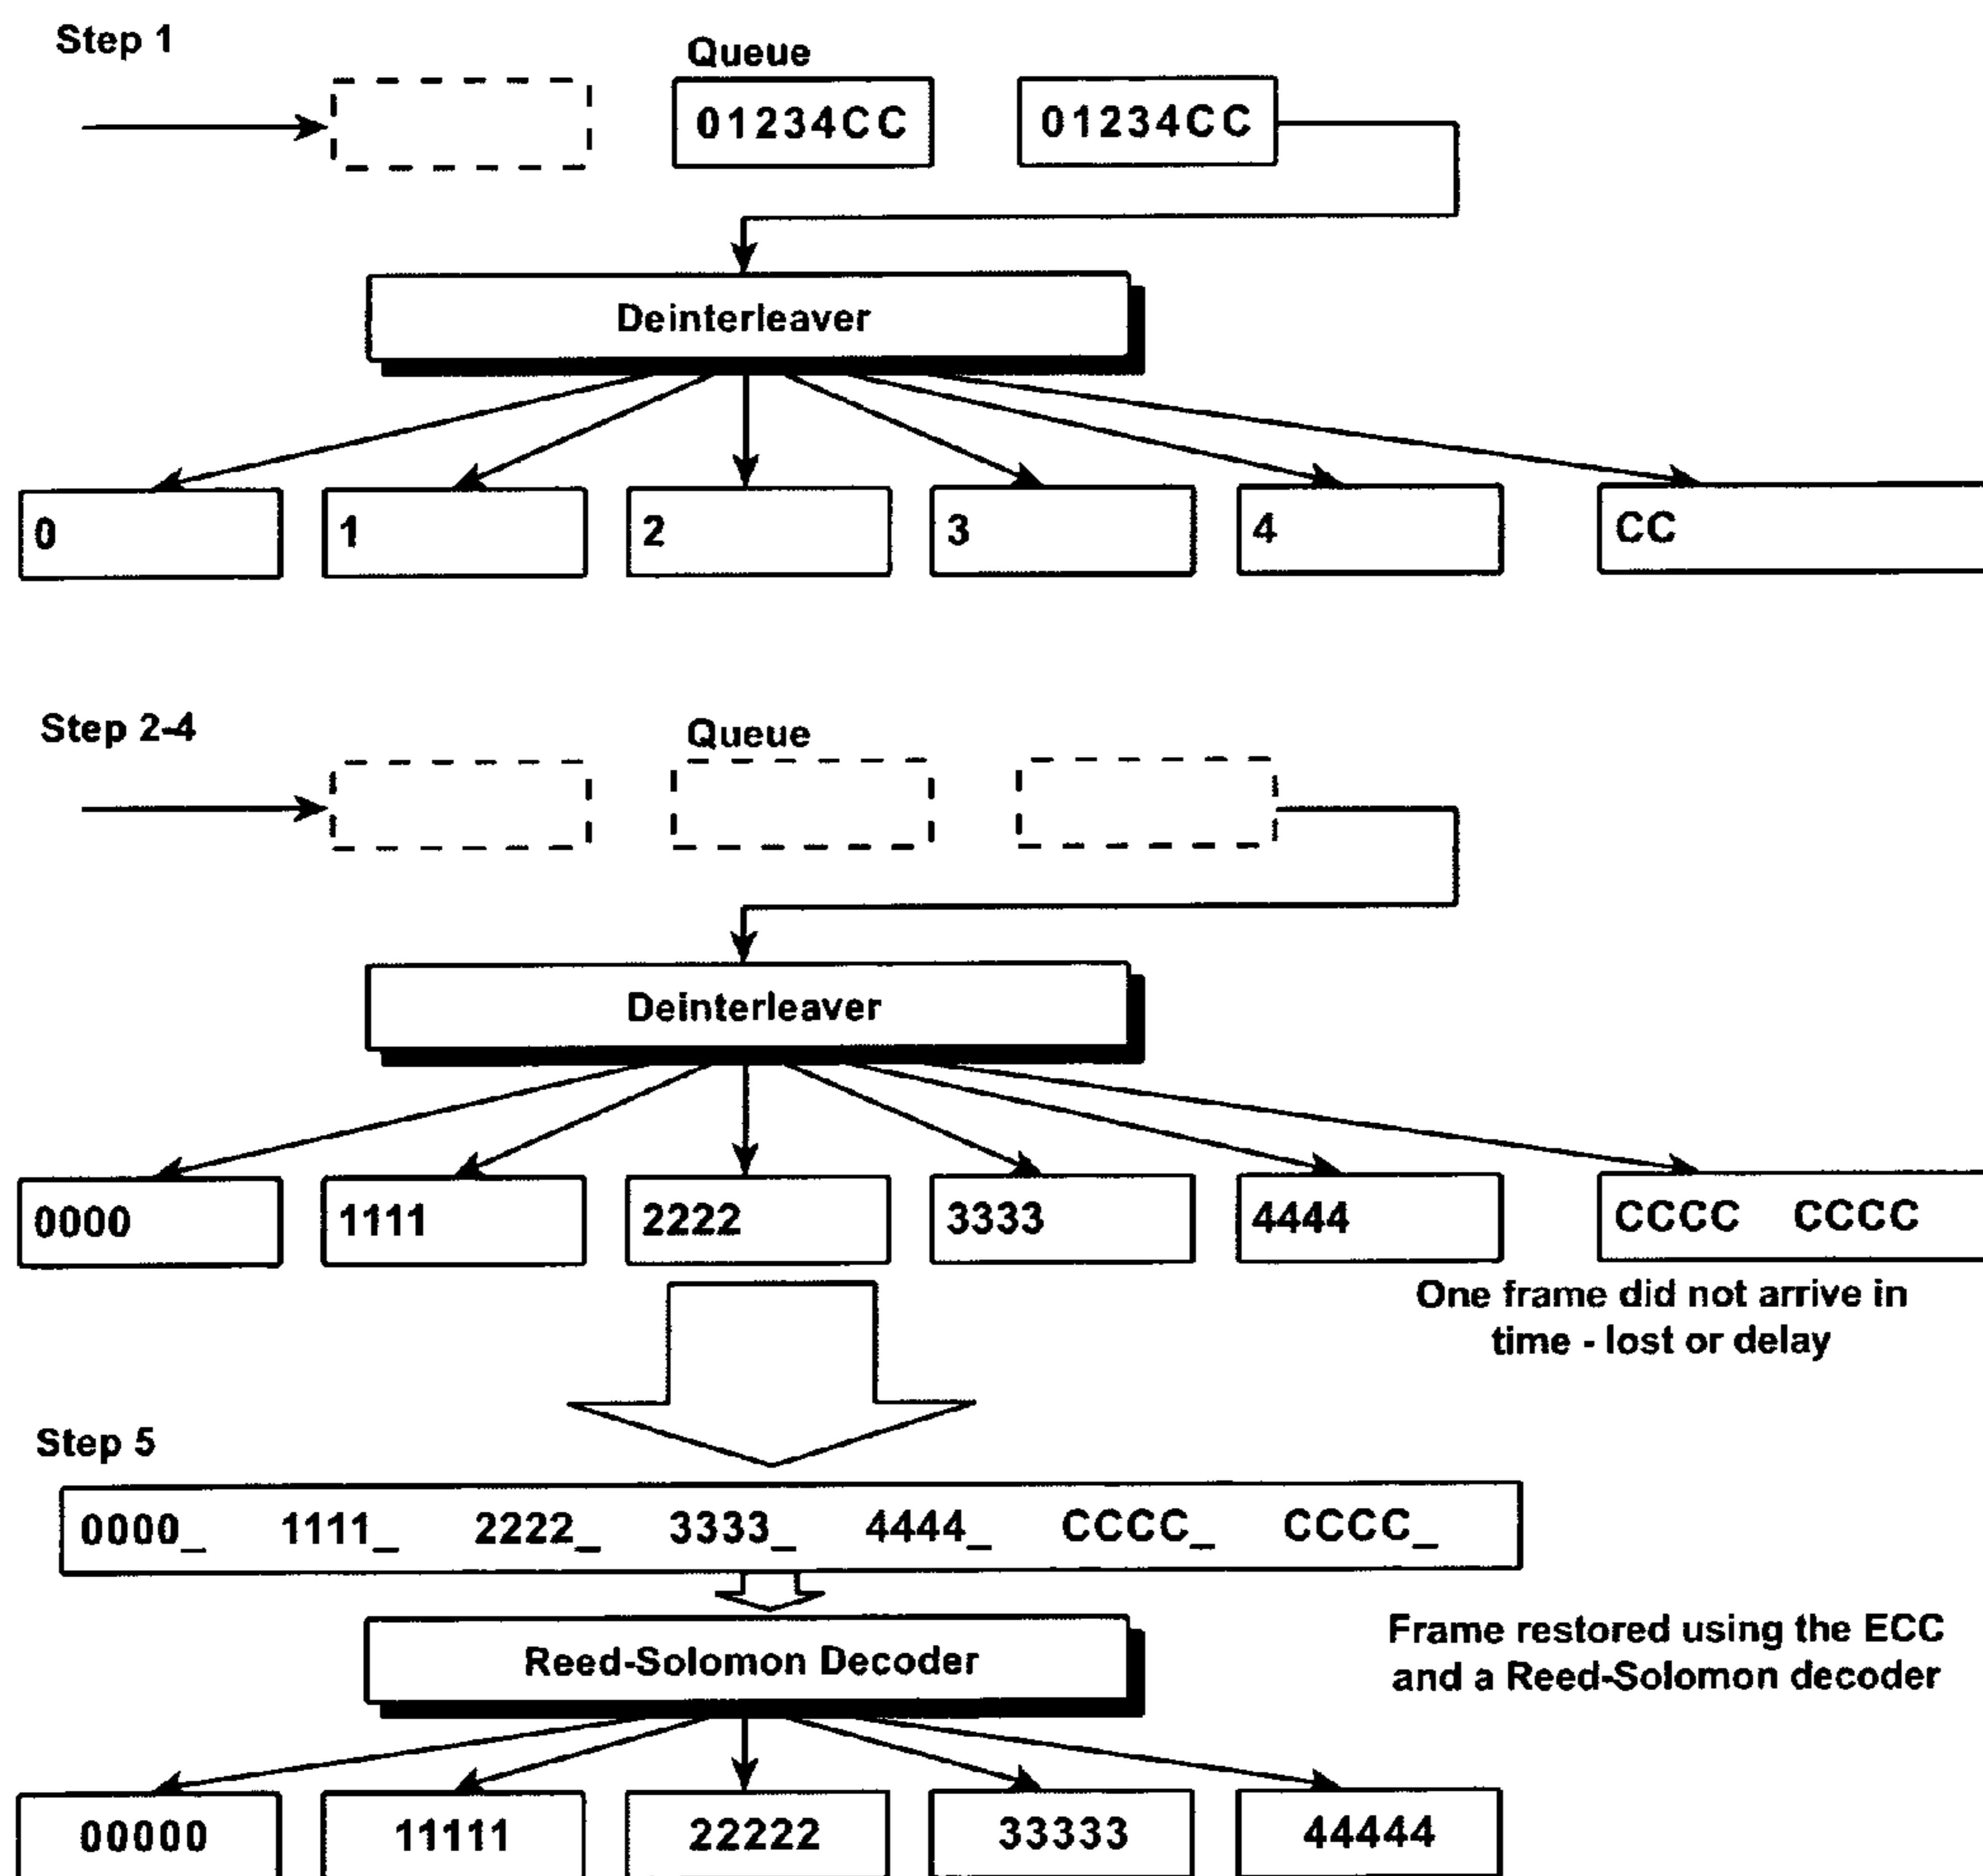 Step 1
Queue
01234CC
01234CC
Deinterleaver
0
1
2
3
4
CC
Step 2-4
Queue
Deinterleaver
0000
1111
2222
3333
4444
CCCC CCCC
One frame did not arrive in
time - lost or delay
Step 5
0000_ 1111_ 2222_ 3333_ 4444_ CCCC_ CCCC_
Reed-Solomon Decoder
Frame restored using the ECC
and a Reed-Solomon decoder
00000
11111
22222
33333
44444